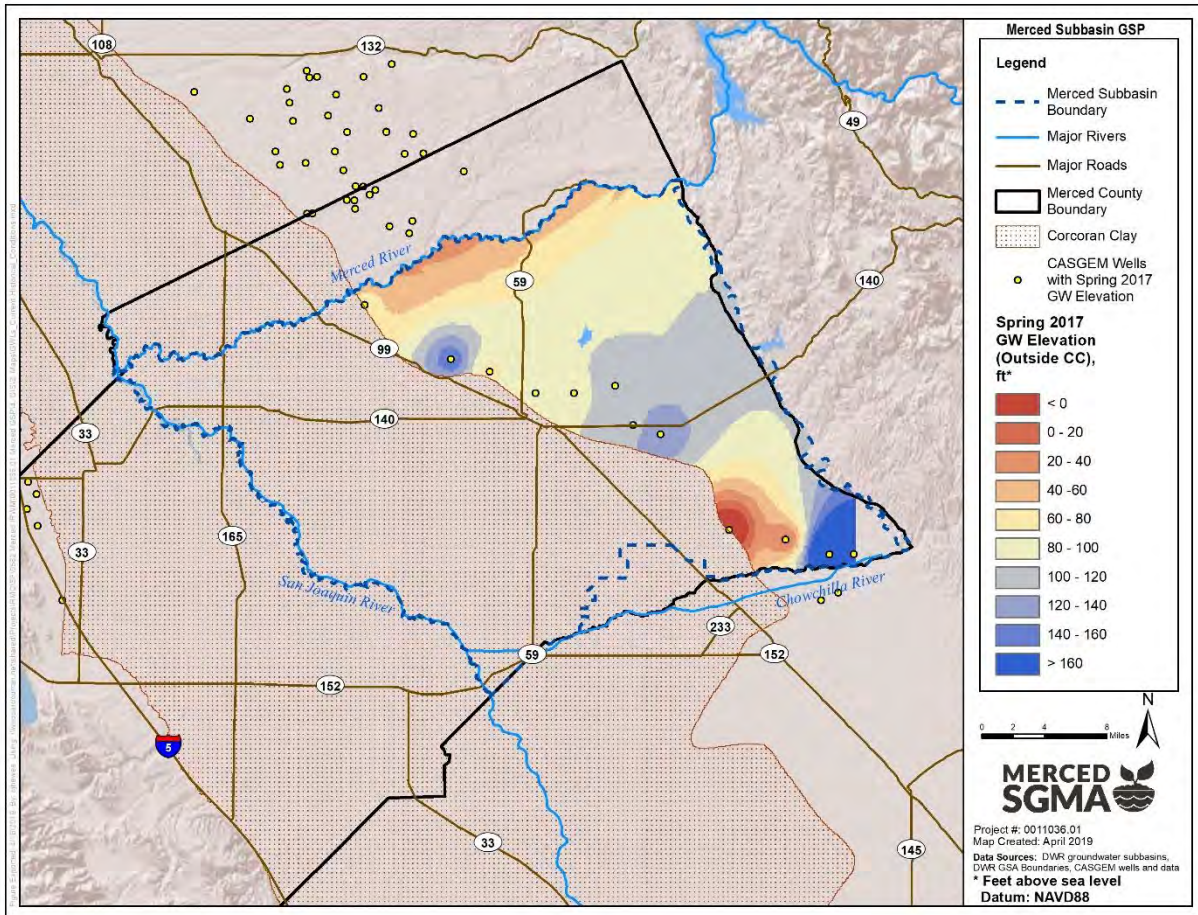 Merced Subbasin GSP
Legend
Merced Subbasin
Boundary
Major Rivers
Major Roads
Merced County
Boundary
Corcoran Clay
CASGEM Wells
with Spring 2017
GW Elevation
Spring 2017
GW Elevation
(Outside CC),
ft*
< 0
0 - 20
20 - 40
40 - 60
60 - 80
80 - 100
100 - 120
120 - 140
140 - 160
> 160
N
0 2 4 8
Miles
MERCED
SGMA
Project #: 0011036.01
Map Created: April 2019
Data Sources: DWR groundwater subbasins,
DWR GSA Boundaries, CASGEM wells and data
* Feet above sea level
Datum: NAVD88
108
132
49
Merced River
59
140
99
140
33
165
33
San Joaquin River
Chowchilla River
233
59
152
152
5
33
145